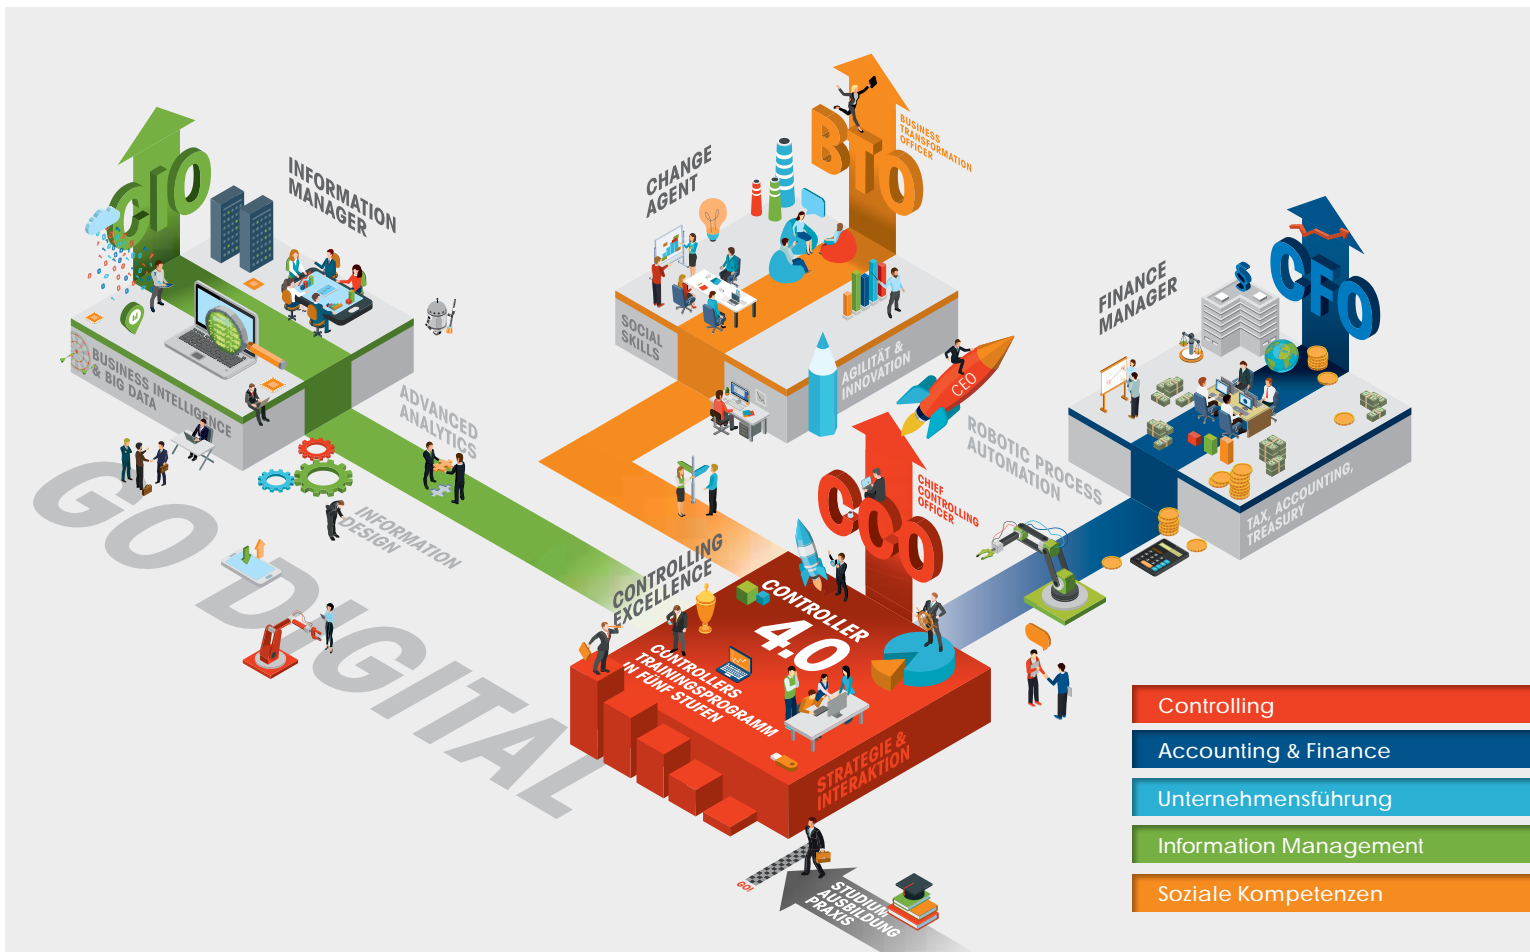 CIO
INFORMATION
MANAGER
BUSINESS INTELLIGENCE
& BIG DATA
ADVANCED
ANALYTICS
INFORMATION
DESIGN
GO DIGITAL
CHANGE
AGENT
BTO
BUSINESS
TRANSFORMATION
OFFICER
SOCIAL
SKILLS
AGILITÄT &
INNOVATION
CEO
FINANCE
MANAGER
§
CFO
TAX, ACCOUNTING,
TREASURY
ROBOTIC PROCESS
AUTOMATION
CCO
CHIEF
CONTROLLING
OFFICER
CONTROLLING
EXCELLENCE
CONTROLLER
4.0
CONTROLLERS
TRAININGSPROGRAMM
IN FÜNF STUFEN
STRATEGIE &
INTERAKTION
GO!
STUDIUM
AUSBILDUNG
PRAXIS
Controlling
Accounting & Finance
Unternehmensführung
Information Management
Soziale Kompetenzen